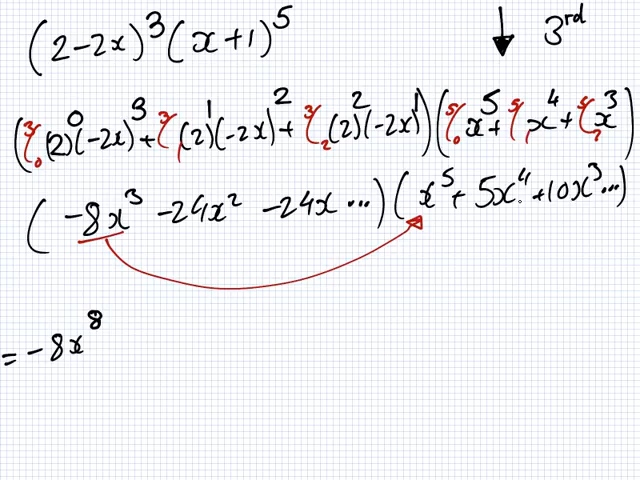 (2-2x)³(x+1)⁵ ↓ 3rd
(³C₀(2)⁰(-2x)³+³C₁(2)¹(-2x)²+³C₂(2)²(-2x)¹)(⁵C₀x⁵+⁵C₁x⁴+⁵C₂x³)
(-8x³ -24x² -24x ...)(x⁵+5x⁴+10x³...)
=-8x⁸